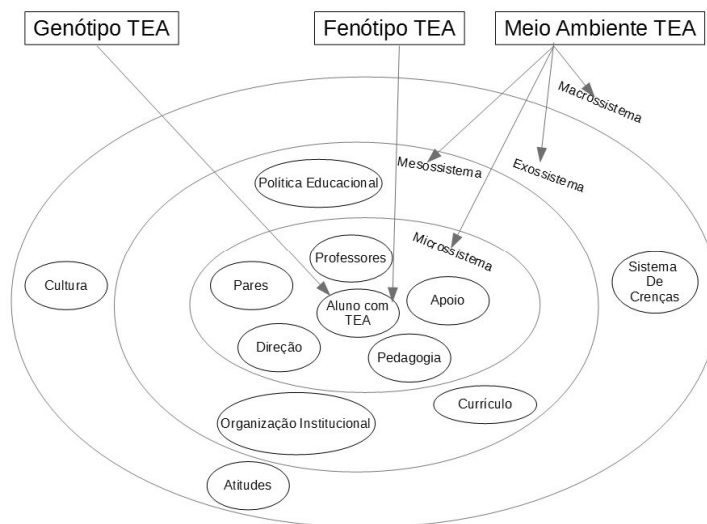 Genótipo TEA
Fenótipo TEA
Meio Ambiente TEA
Macrossistema
Mesossistema
Exossistema
Política Educacional
Microssistema
Professores
Cultura
Pares
Aluno com
TEA
Apoio
Sistema
De
Crenças
Direção
Pedagogia
Currículo
Organização Institucional
Atitudes